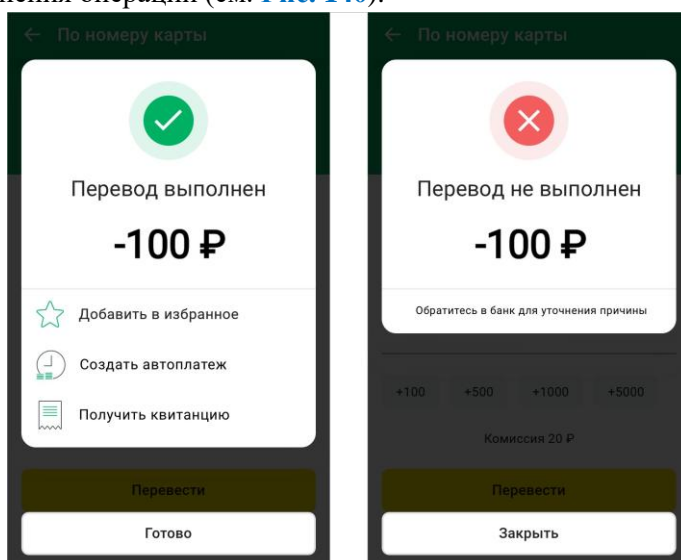 нения операции (см. Рис. 140).
← По номеру карты
Перевод выполнен
-100 ₽
Добавить в избранное
Создать автоплатеж
Получить квитанцию
Перевести
Готово
← По номеру карты
Перевод не выполнен
-100 ₽
Обратитесь в банк для уточнения причины
+100 +500 +1000 +5000
Комиссия 20 ₽
Перевести
Закрыть